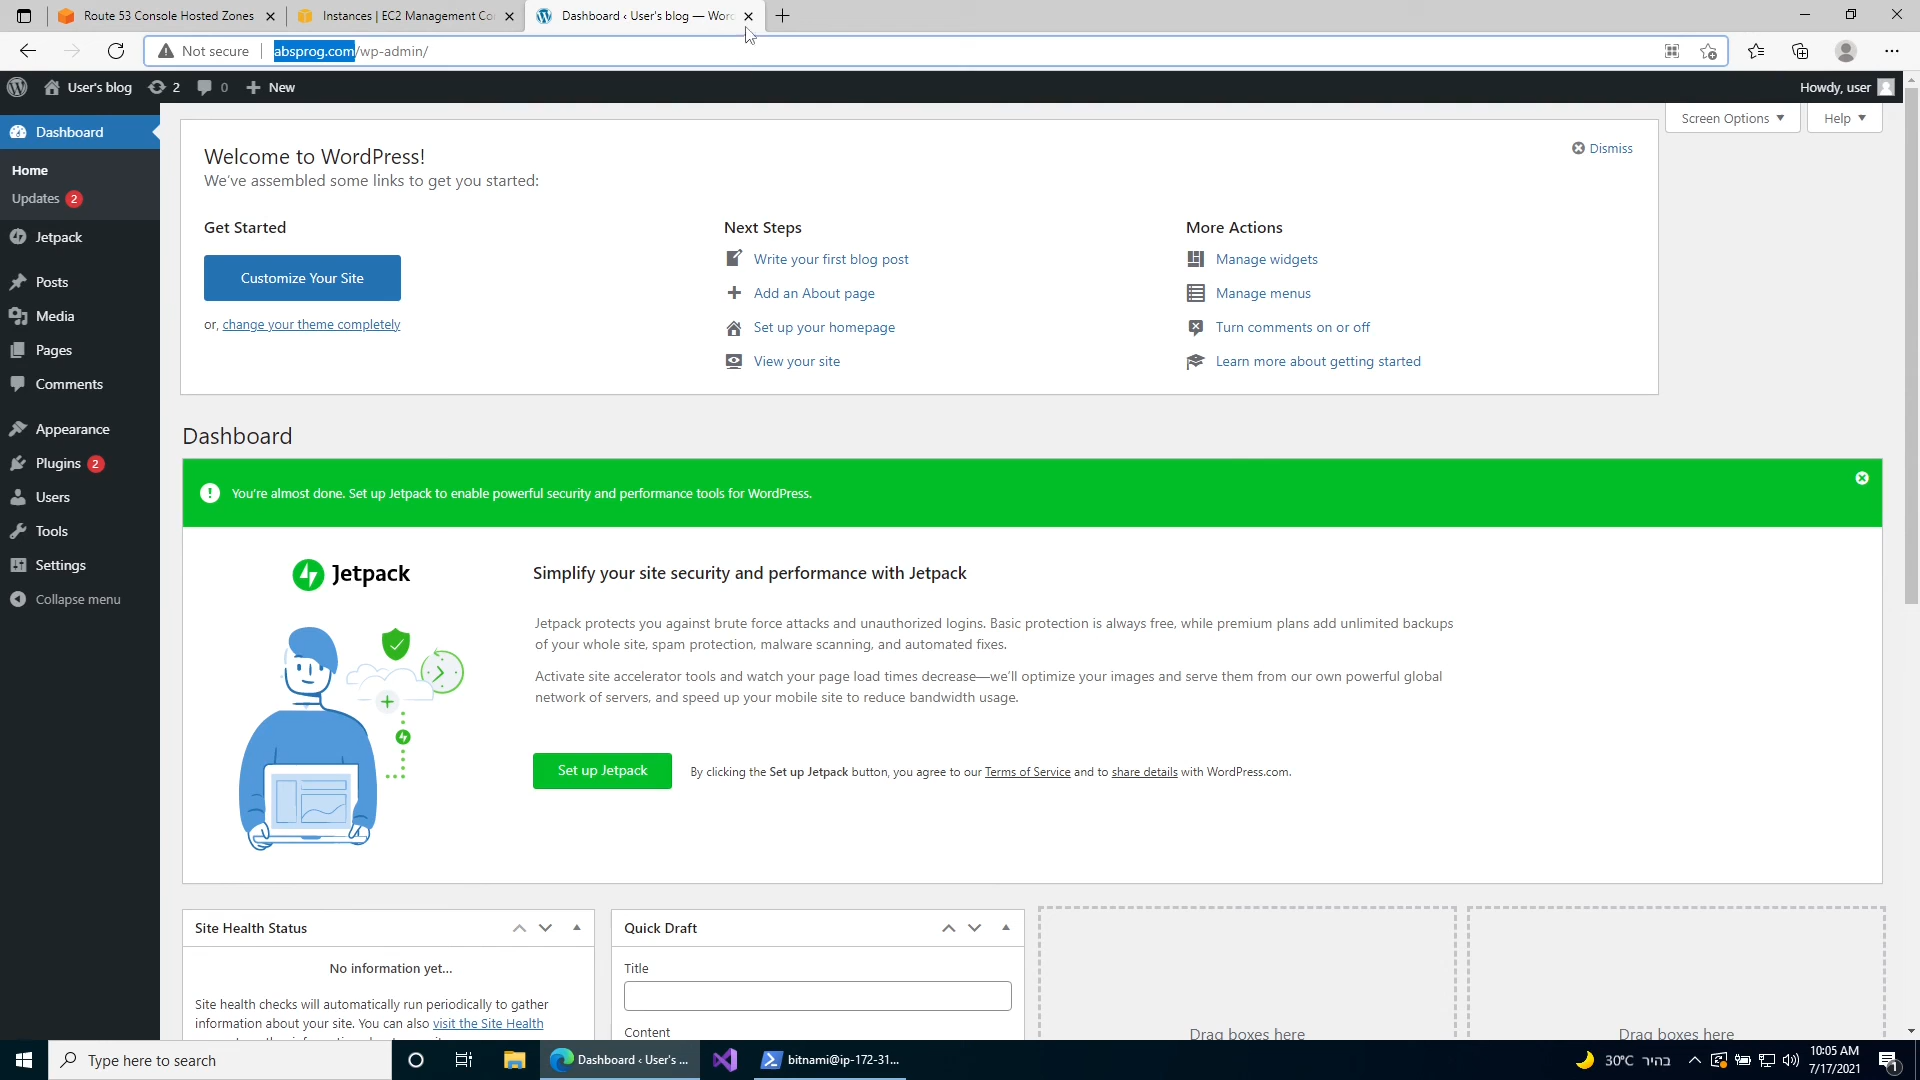 Route 53 Console Hosted Zones
Instances | EC2 Management Co
Dashboard ‹ User's blog — Word
Not secure
absprog.com/wp-admin/
User's blog
2
0
New
Howdy, user
Screen Options
Help
Dashboard
Home
Updates 2
Jetpack
Posts
Media
Pages
Comments
Appearance
Plugins 2
Users
Tools
Settings
Collapse menu
Welcome to WordPress!
Dismiss
We've assembled some links to get you started:
Get Started
Customize Your Site
or, change your theme completely
Next Steps
Write your first blog post
Add an About page
Set up your homepage
View your site
More Actions
Manage widgets
Manage menus
Turn comments on or off
Learn more about getting started
Dashboard
You're almost done. Set up Jetpack to enable powerful security and performance tools for WordPress.
Jetpack
Simplify your site security and performance with Jetpack
Jetpack protects you against brute force attacks and unauthorized logins. Basic protection is always free, while premium plans add unlimited backups
of your whole site, spam protection, malware scanning, and automated fixes.
Activate site accelerator tools and watch your page load times decrease—we'll optimize your images and serve them from our own powerful global
network of servers, and speed up your mobile site to reduce bandwidth usage.
Set up Jetpack
By clicking the Set up Jetpack button, you agree to our Terms of Service and to share details with WordPress.com.
Site Health Status
No information yet...
Site health checks will automatically run periodically to gather
information about your site. You can also visit the Site Health
Quick Draft
Title
Content
Drag boxes here
Drag boxes here
Type here to search
Dashboard ‹ User's ...
bitnami@ip-172-31...
30°C בהיר
10:05 AM
7/17/2021
1